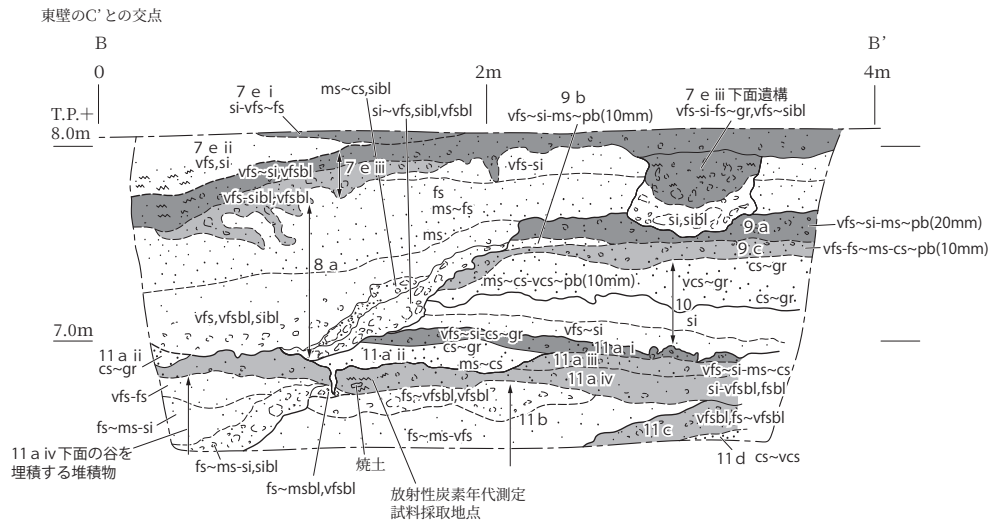 東壁のC’との交点
B
B’
0
2m
4m
T.P.+
8.0m
7.0m
7 e i
si-vfs~fs
ms~cs,sibl
si~vfs,sibl,vfsbl
9 b
vfs~si-ms~pb(10mm)
7 e iii 下面遺構
vfs-si-fs~gr,vfs~sibl
7 e ii
vfs,si
vfs~si,vfsbl
7 e iii
vfs-si
vfs-sibl,vfsbl
fs
ms~fs
ms
si,sibl
9 a
vfs~si-ms~pb(20mm)
9 c
vfs-fs~ms-cs~pb(10mm)
cs~gr
8 a
ms~cs-vcs~pb(10mm)
vcs~gr
10
si
cs~gr
vfs,vfsbl,sibl
vfs~si-cs~gr
vfs~si
cs~gr
11 a i
11 a ii
cs~gr
11 a ii
ms~cs
11 a iii
vfs~si-ms~cs
11 a iv
si-vfsbl,fsbl
vfs-fs
fs~vfsbl,vfsbl
11 b
vfsbl,fs~vfsbl
fs~ms-si
fs~ms-vfs
11 c
11 d cs~vcs
11 a iv 下面の谷を
埋積する堆積物
fs~ms-si,sibl
焼土
fs~msbl,vfsbl
放射性炭素年代測定
試料採取地点